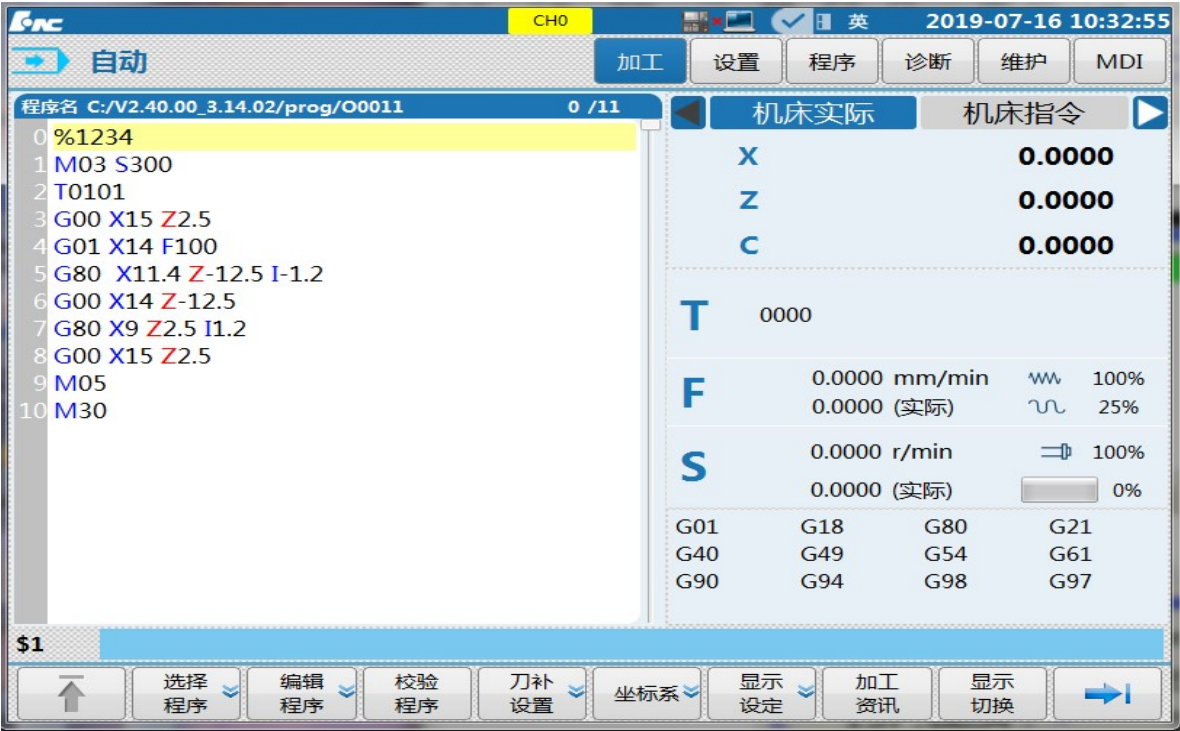 HNC CH0 英 2019-07-16 10:32:55
自动 加工 设置 程序 诊断 维护 MDI
程序名 C:/V2.40.00_3.14.02/prog/O0011 0 /11
0 %1234
1 M03 S300
2 T0101
3 G00 X15 Z2.5
4 G01 X14 F100
5 G80 X11.4 Z-12.5 I-1.2
6 G00 X14 Z-12.5
7 G80 X9 Z2.5 I1.2
8 G00 X15 Z2.5
9 M05
10 M30
机床实际 机床指令
X 0.0000
Z 0.0000
C 0.0000
T 0000
F 0.0000 mm/min 100%
0.0000 (实际) 25%
S 0.0000 r/min 100%
0.0000 (实际) 0%
G01 G18 G80 G21
G40 G49 G54 G61
G90 G94 G98 G97
$1
选择程序 编辑程序 校验程序 刀补设置 坐标系 显示设定 加工资讯 显示切换